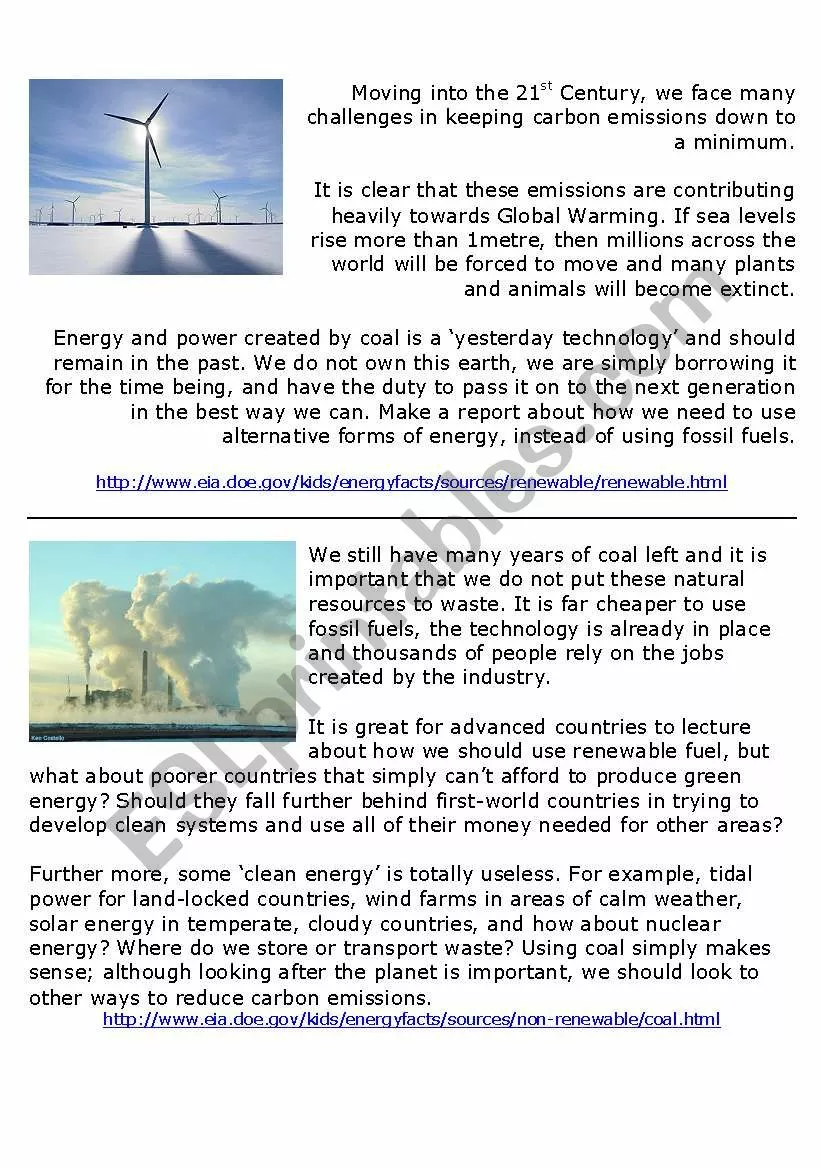 Moving into the 21st Century, we face many
challenges in keeping carbon emissions down to
a minimum.
It is clear that these emissions are contributing
heavily towards Global Warming. If sea levels
rise more than 1metre, then millions across the
world will be forced to move and many plants
and animals will become extinct.
Energy and power created by coal is a ‘yesterday technology’ and should
remain in the past. We do not own this earth, we are simply borrowing it
for the time being, and have the duty to pass it on to the next generation
in the best way we can. Make a report about how we need to use
alternative forms of energy, instead of using fossil fuels.
http://www.eia.doe.gov/kids/energyfacts/sources/renewable/renewable.html
We still have many years of coal left and it is
important that we do not put these natural
resources to waste. It is far cheaper to use
fossil fuels, the technology is already in place
and thousands of people rely on the jobs
created by the industry.
Ken Costello
It is great for advanced countries to lecture
about how we should use renewable fuel, but
what about poorer countries that simply can’t afford to produce green
energy? Should they fall further behind first-world countries in trying to
develop clean systems and use all of their money needed for other areas?
Further more, some ‘clean energy’ is totally useless. For example, tidal
power for land-locked countries, wind farms in areas of calm weather,
solar energy in temperate, cloudy countries, and how about nuclear
energy? Where do we store or transport waste? Using coal simply makes
sense; although looking after the planet is important, we should look to
other ways to reduce carbon emissions.
http://www.eia.doe.gov/kids/energyfacts/sources/non-renewable/coal.html
ESLprintables.com